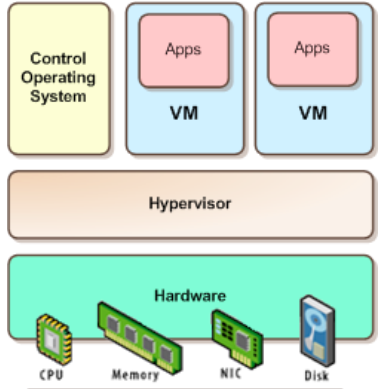 Control
Operating
System
Apps
VM
Apps
VM
Hypervisor
Hardware
CPU
Memory
NIC
Disk